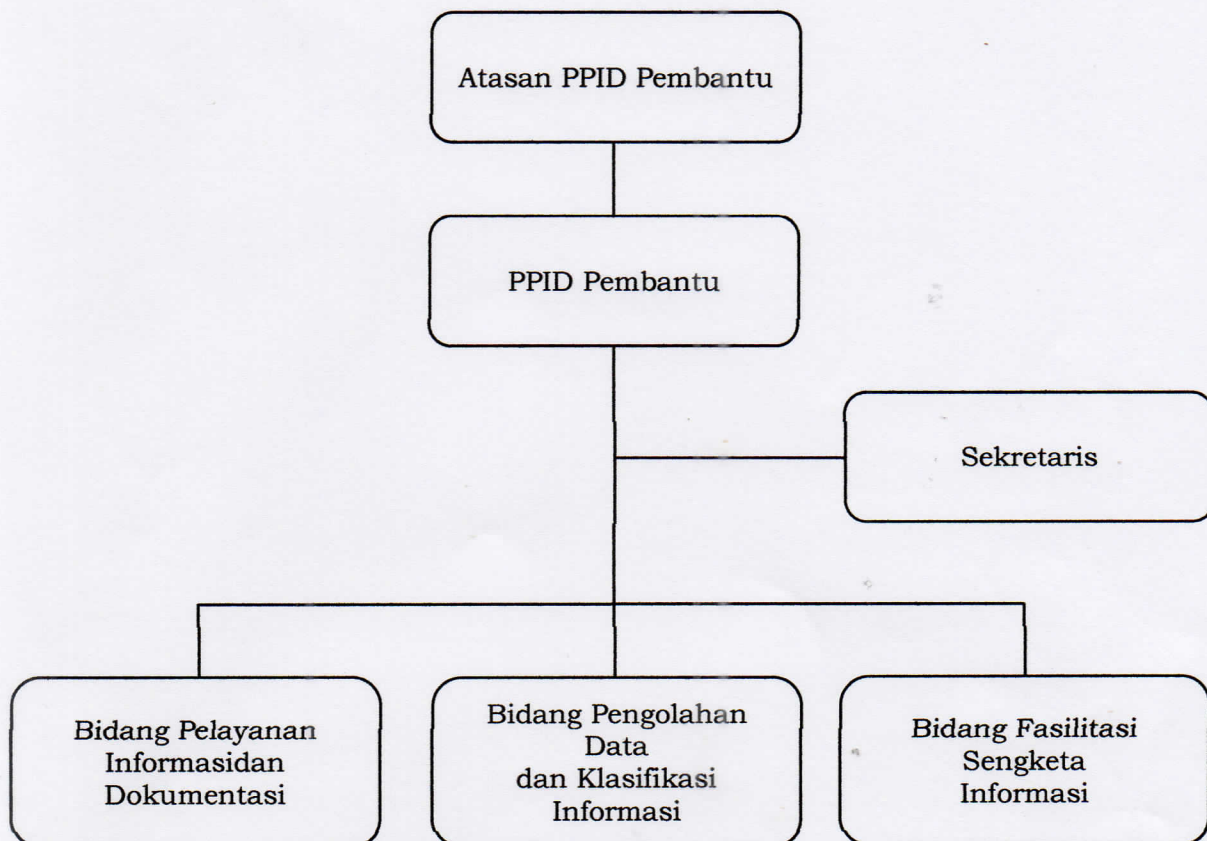 Atasan PPID Pembantu
PPID Pembantu
Sekretaris
Bidang Pelayanan
Informasidan
Dokumentasi
Bidang Pengolahan
Data
dan Klasifikasi
Informasi
Bidang Fasilitasi
Sengketa
Informasi